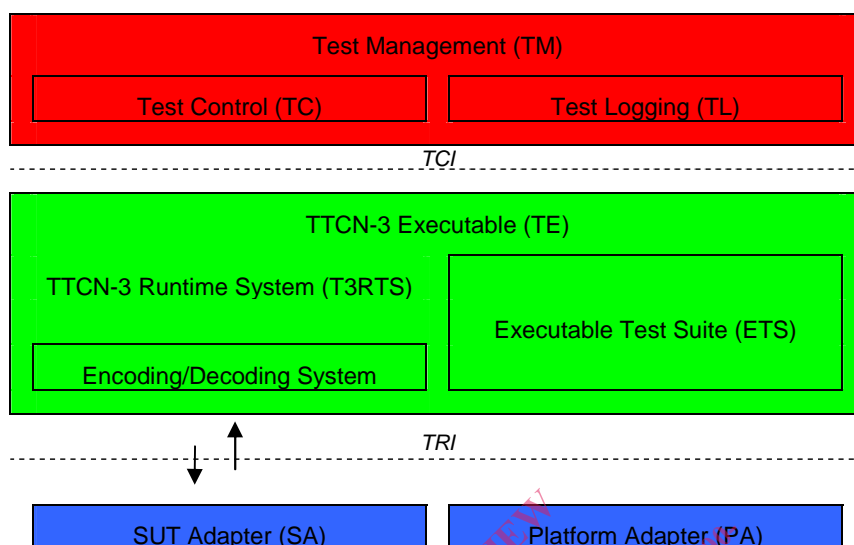 Test Management (TM)
Test Control (TC)
Test Logging (TL)
TCI
TTCN-3 Executable (TE)
TTCN-3 Runtime System (T3RTS)
Executable Test Suite (ETS)
Encoding/Decoding System
TRI
SUT Adapter (SA)
Platform Adapter (PA)